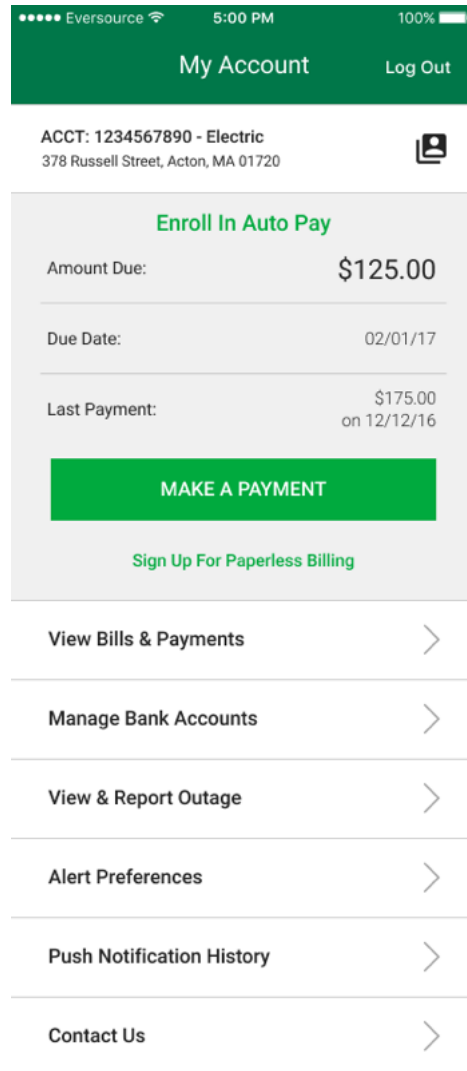 Eversource 5:00 PM 100%
My Account Log Out
ACCT: 1234567890 - Electric
378 Russell Street, Acton, MA 01720
Enroll In Auto Pay
Amount Due: $125.00
Due Date: 02/01/17
Last Payment: $175.00
on 12/12/16
MAKE A PAYMENT
Sign Up For Paperless Billing
View Bills & Payments
Manage Bank Accounts
View & Report Outage
Alert Preferences
Push Notification History
Contact Us